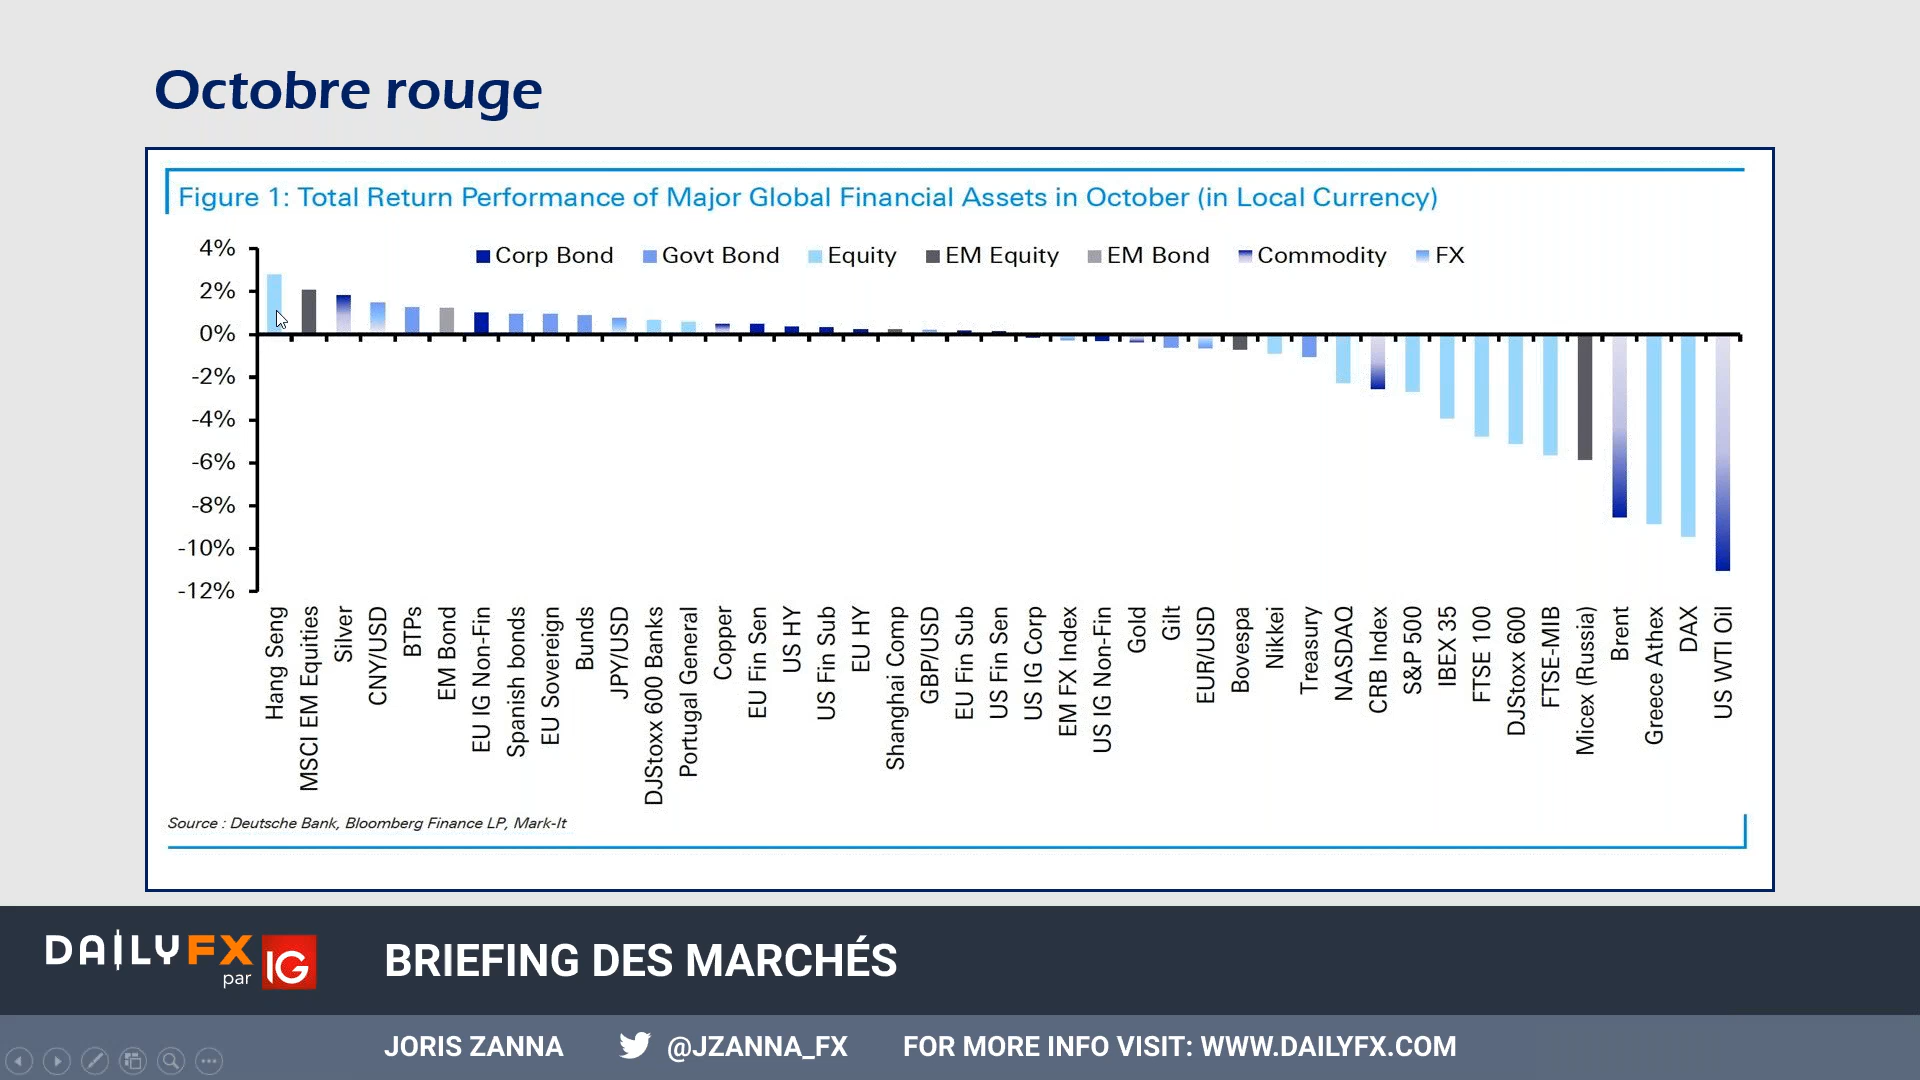 Octobre rouge
Figure 1: Total Return Performance of Major Global Financial Assets in October (in Local Currency)
Corp Bond Govt Bond Equity EM Equity EM Bond Commodity FX
4%
2%
0%
-2%
-4%
-6%
-8%
-10%
-12%
Hang Seng
MSCI EM Equities
Silver
CNY/USD
BTPs
EM Bond
EU IG Non-Fin
Spanish bonds
EU Sovereign
Bunds
JPY/USD
DJStoxx 600 Banks
Portugal General
Copper
EU Fin Sen
US HY
US Fin Sub
EU HY
Shanghai Comp
GBP/USD
EU Fin Sub
US Fin Sen
US IG Corp
EM FX Index
US IG Non-Fin
Gold
Gilt
EUR/USD
Bovespa
Nikkei
Treasury
NASDAQ
CRB Index
S&P 500
IBEX 35
FTSE 100
DJStoxx 600
FTSE-MIB
Micex (Russia)
Brent
Greece Athex
DAX
US WTI Oil
Source : Deutsche Bank, Bloomberg Finance LP, Mark-It
DAILYFX
par IG
BRIEFING DES MARCHÉS
JORIS ZANNA @JZANNA_FX FOR MORE INFO VISIT: WWW.DAILYFX.COM